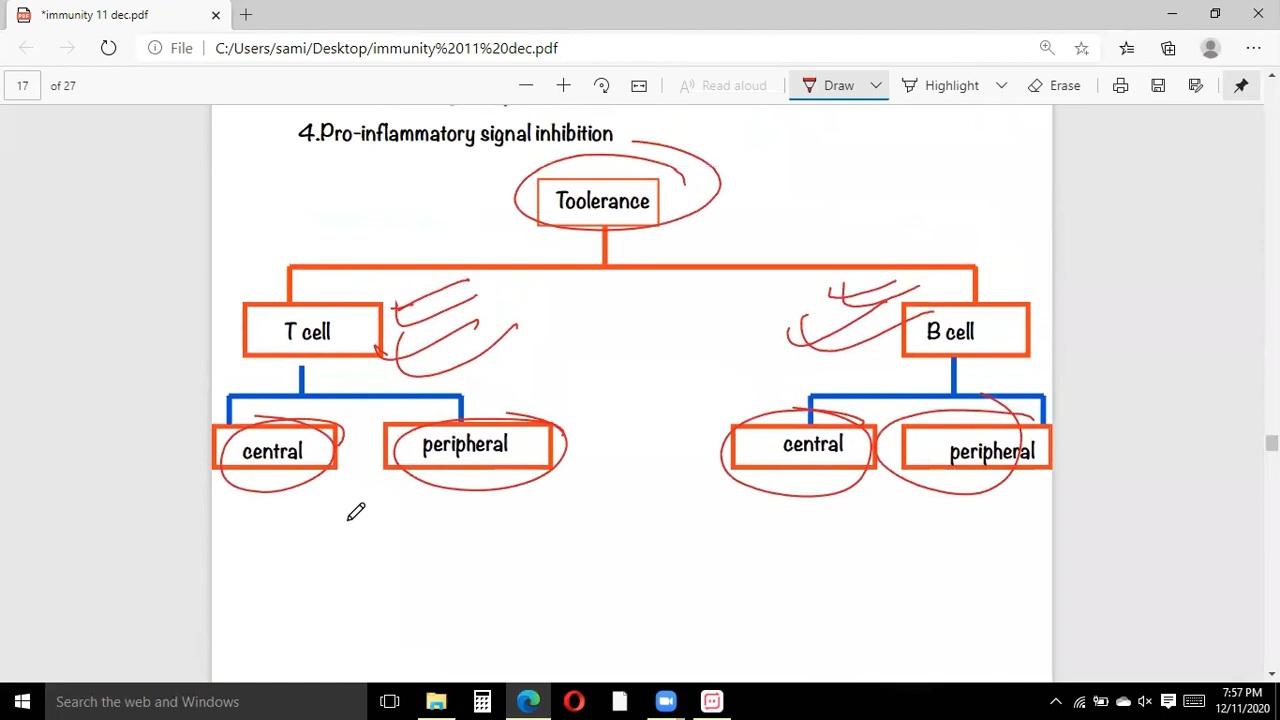 *immunity 11 dec.pdf
File C:/Users/sami/Desktop/immunity%2011%20dec.pdf
17 of 27 Read aloud Draw Highlight Erase
4.Pro-inflammatory signal inhibition
Toolerance
T cell B cell
central peripheral central peripheral
Search the web and Windows
7:57 PM
12/11/2020